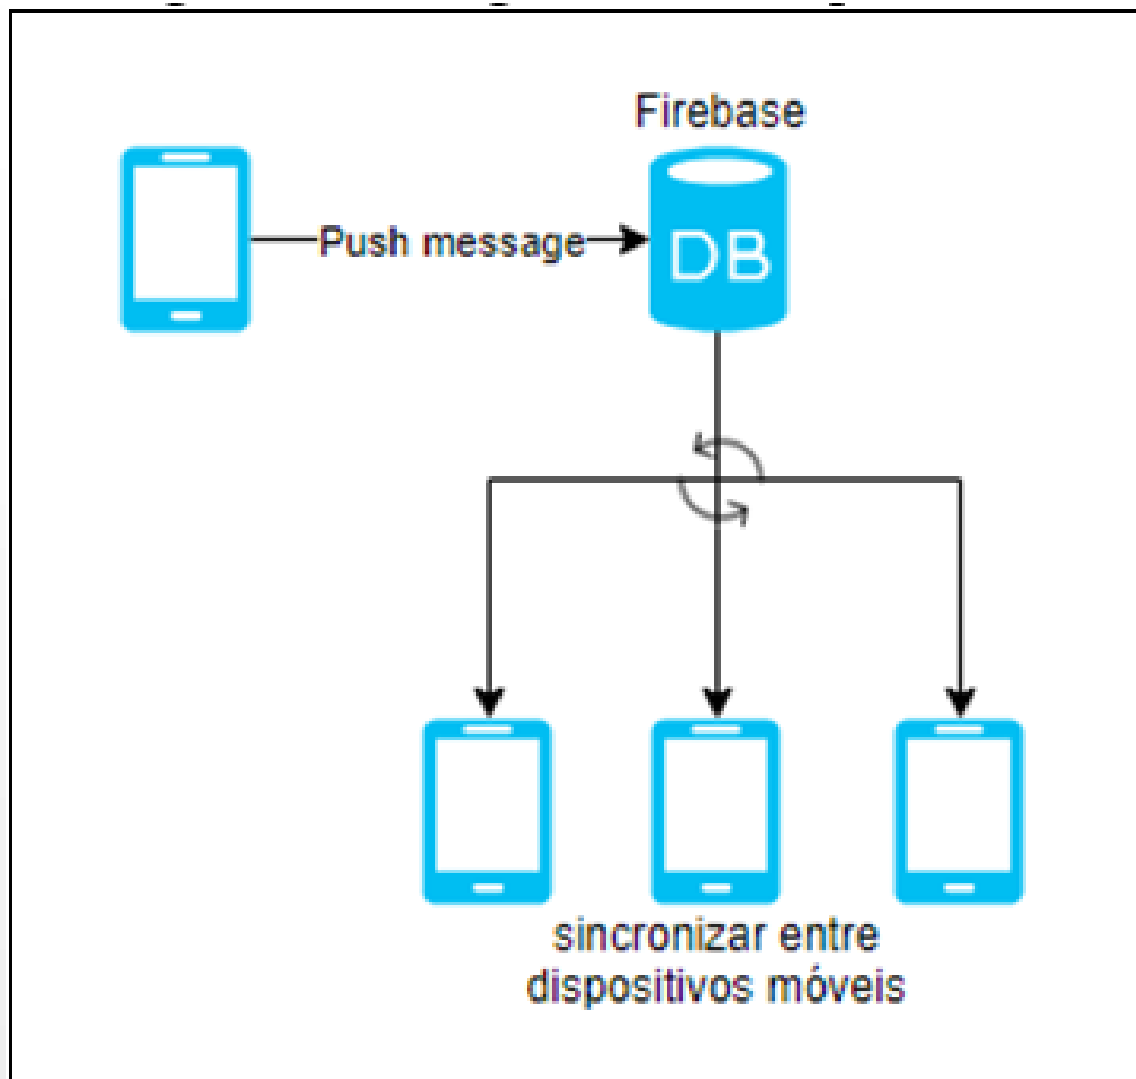 Firebase
Push message
DB
sincronizar entre
dispositivos móveis